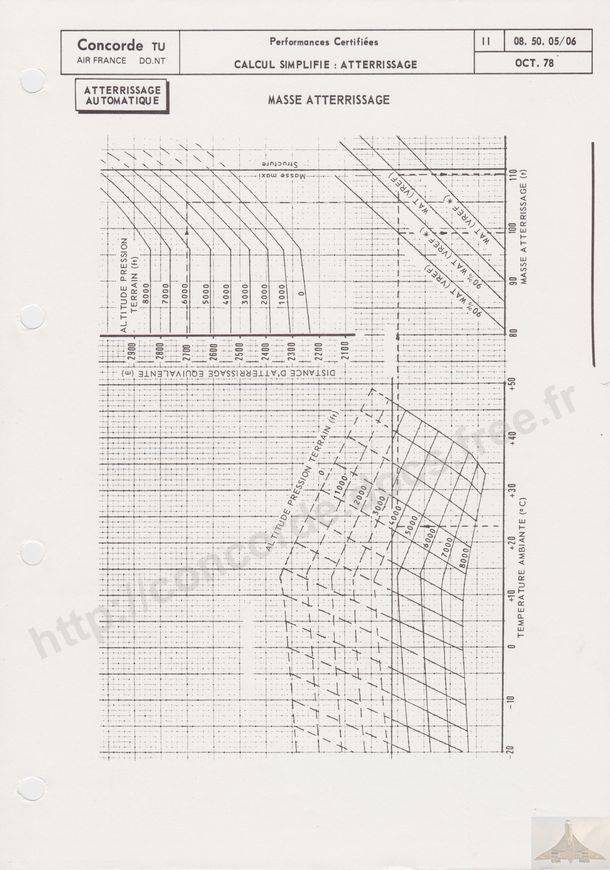 Concorde TU
AIR FRANCE DO.NT
Performances Certifiées
CALCUL SIMPLIFIE : ATTERRISSAGE
11
08. 50. 05/06
OCT. 78
ATTERRISSAGE
AUTOMATIQUE
MASSE ATTERRISSAGE
Masse maxi
Structure
ALTITUDE PRESSION
TERRAIN (ft)
8000
7000
6000
5000
4000
3000
2000
1000
0
2900
2800
2700
2600
2500
2400
2300
2200
2100
DISTANCE D'ATTERRISSAGE EQUIVALENTE (m)
WAT (VREF)
WAT (VREF*)
90% WAT (VREF*)
90% WAT (VREF)
110
100
90
80
MASSE ATTERRISSAGE (t)
ALTITUDE PRESSION TERRAIN (ft)
0
1000
2000
3000
4000
5000
6000
7000
8000
+50
+40
+30
+20
+10
0
-10
-20
TEMPERATURE AMBIANTE (°C)